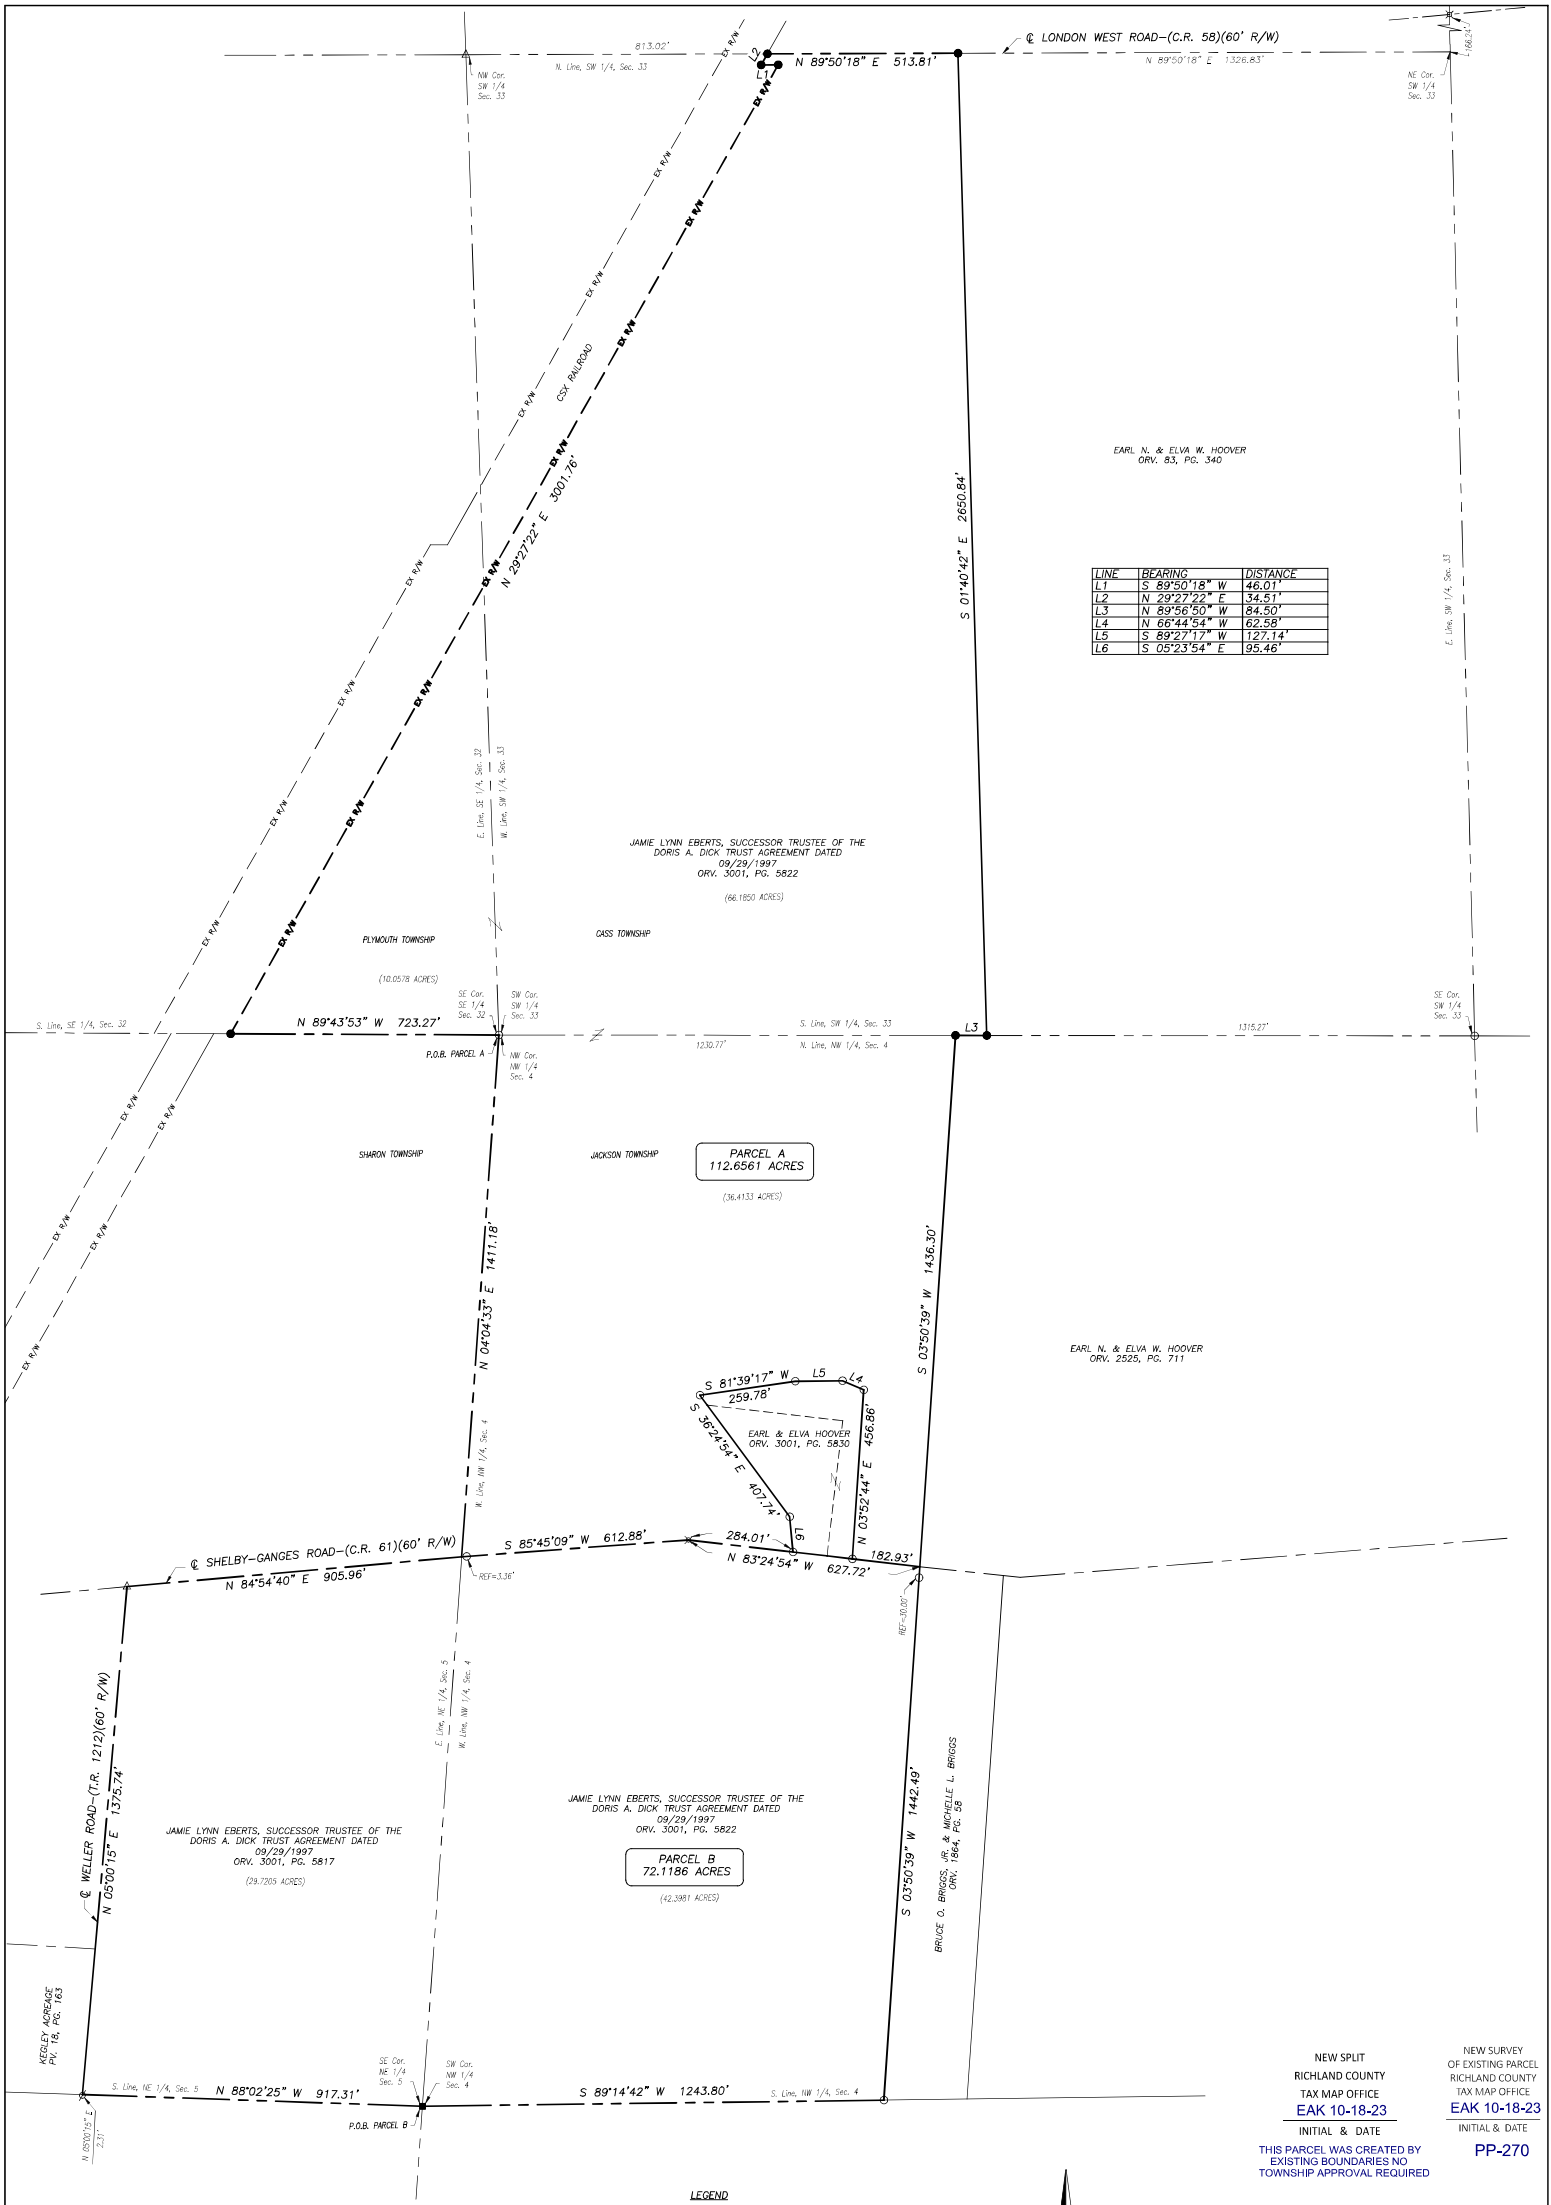 ℄ LONDON WEST ROAD-(C.R. 58)(60' R/W)
813.02'
N. Line, SW 1/4, Sec. 33
NW Cor.
SW 1/4
Sec. 33
EX R/W
L2
L1
N 89°50'18" E 513.81'
N 89°50'18" E 1326.83'
166.24'
NE Cor.
SW 1/4
Sec. 33
EX R/W
EX R/W
EX R/W
EX R/W
EX R/W
CSX RAILROAD
EX R/W
EX R/W
EX R/W
N 29°27'22" E 3001.76'
EX R/W
EX R/W
EX R/W
EX R/W
EX R/W
EX R/W
EX R/W
EX R/W
S 01°40'42" E 2650.84'
EARL N. & ELVA W. HOOVER
ORV. 83, PG. 340
LINE BEARING DISTANCE
L1 S 89°50'18" W 46.01'
L2 N 29°27'22" E 34.51'
L3 N 89°56'50" W 84.50'
L4 N 66°44'54" W 62.58'
L5 S 89°27'17" W 127.14'
L6 S 05°23'54" E 95.46'
E. Line, SW 1/4, Sec. 33
E. Line, SE 1/4, Sec. 32
W. Line, SW 1/4, Sec. 33
JAMIE LYNN EBERTS, SUCCESSOR TRUSTEE OF THE
DORIS A. DICK TRUST AGREEMENT DATED
09/29/1997
ORV. 3001, PG. 5822
(66.1850 ACRES)
PLYMOUTH TOWNSHIP
CASS TOWNSHIP
(10.0578 ACRES)
SE Cor.
SE 1/4
Sec. 32
SW Cor.
SW 1/4
Sec. 33
SE Cor.
SW 1/4
Sec. 33
S. Line, SE 1/4, Sec. 32
N 89°43'53" W 723.27'
S. Line, SW 1/4, Sec. 33
L3
1315.27'
1230.77'
N. Line, NW 1/4, Sec. 4
P.O.B. PARCEL A
NW Cor.
NW 1/4
Sec. 4
EX R/W
EX R/W
EX R/W
EX R/W
EX R/W
SHARON TOWNSHIP
JACKSON TOWNSHIP
PARCEL A
112.6561 ACRES
(36.4133 ACRES)
N 04°04'33" E 1411.18'
S 03°50'39" W 1436.30'
EARL N. & ELVA W. HOOVER
ORV. 2525, PG. 711
S 81°39'17" W
259.78'
L5
L4
EARL & ELVA HOOVER
ORV. 3001, PG. 5830
S 36°24'54" E 407.74'
N 03°52'44" E 456.86'
L6
W. Line, NW 1/4, Sec. 4
℄ SHELBY-GANGES ROAD-(C.R. 61)(60' R/W)
N 84°54'40" E 905.96'
S 85°45'09" W 612.88'
REF=3.36'
284.01'
N 83°24'54" W 627.72'
182.93'
REF=30.00'
E. Line, NE 1/4, Sec. 5
W. Line, NW 1/4, Sec. 4
℄ WELLER ROAD-(T.R. 1212)(60' R/W)
N 05°00'15" E 1375.74'
JAMIE LYNN EBERTS, SUCCESSOR TRUSTEE OF THE
DORIS A. DICK TRUST AGREEMENT DATED
09/29/1997
ORV. 3001, PG. 5817
(29.7205 ACRES)
JAMIE LYNN EBERTS, SUCCESSOR TRUSTEE OF THE
DORIS A. DICK TRUST AGREEMENT DATED
09/29/1997
ORV. 3001, PG. 5822
PARCEL B
72.1186 ACRES
(42.3981 ACRES)
S 03°50'39" W 1442.49'
BRUCE O. BRIGGS, JR. & MICHELLE L. BRIGGS
ORV. 1864, PG. 58
KEGLEY ACREAGE
PV. 18, PG. 163
SE Cor.
NE 1/4
Sec. 5
SW Cor.
NW 1/4
Sec. 4
S. Line, NE 1/4, Sec. 5
N 88°02'25" W 917.31'
S 89°14'42" W 1243.80'
S. Line, NW 1/4, Sec. 4
P.O.B. PARCEL B
N 05°00'15" E
2.31'
NEW SPLIT
RICHLAND COUNTY
TAX MAP OFFICE
EAK 10-18-23
INITIAL & DATE
THIS PARCEL WAS CREATED BY
EXISTING BOUNDARIES NO
TOWNSHIP APPROVAL REQUIRED
NEW SURVEY
OF EXISTING PARCEL
RICHLAND COUNTY
TAX MAP OFFICE
EAK 10-18-23
INITIAL & DATE
PP-270
LEGEND